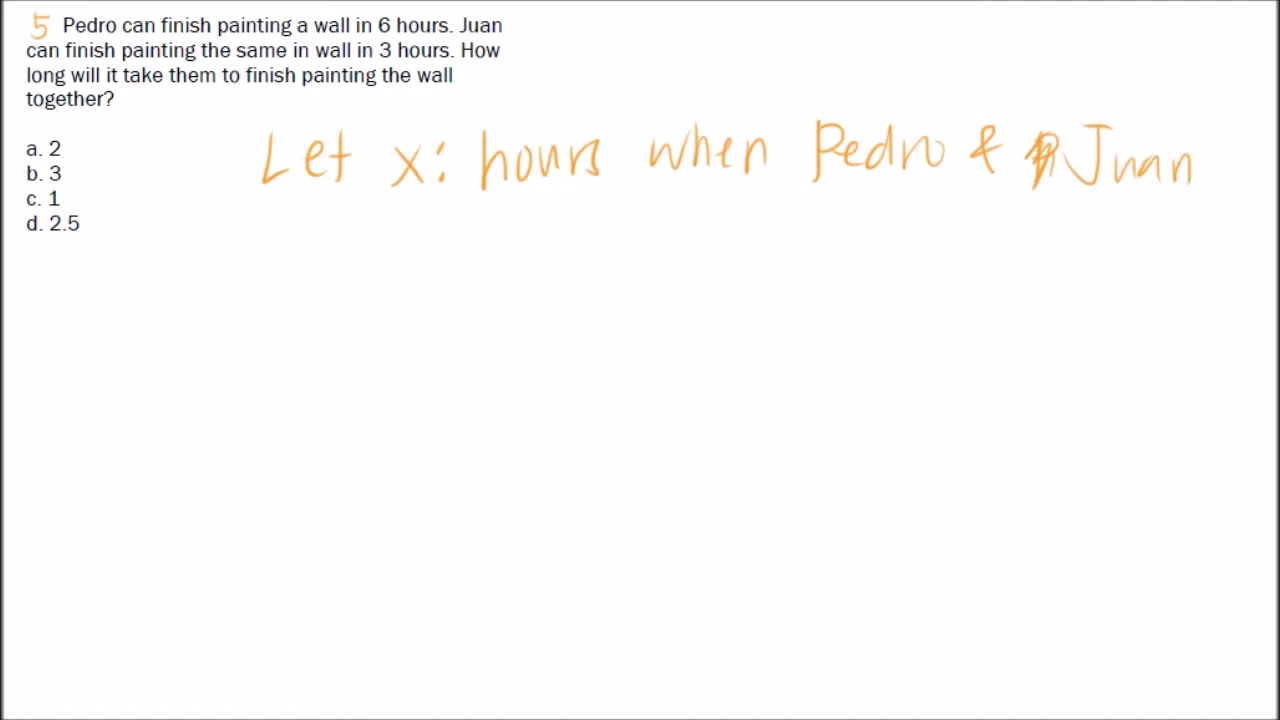 5 Pedro can finish painting a wall in 6 hours. Juan
can finish painting the same in wall in 3 hours. How
long will it take them to finish painting the wall
together?
a. 2
b. 3
c. 1
d. 2.5
Let x: hours when Pedro & Juan